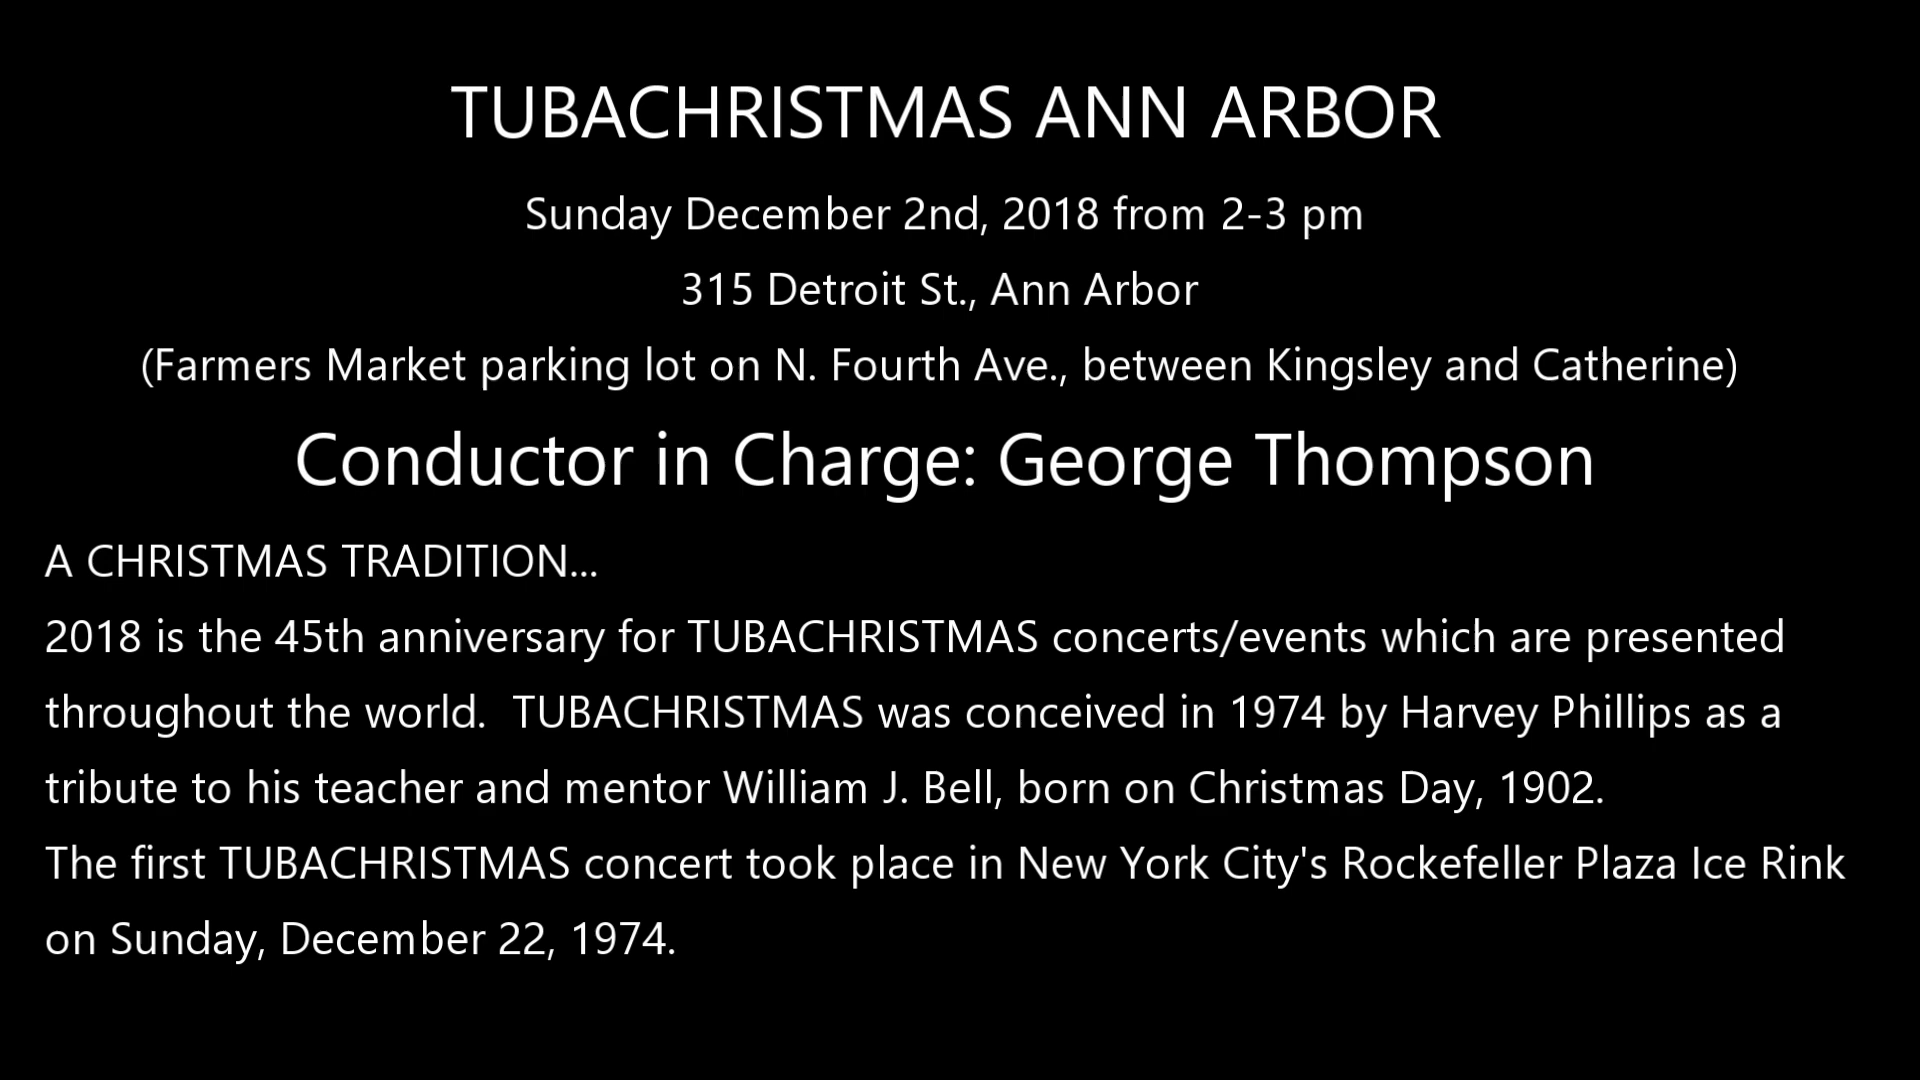 TUBACHRISTMAS ANN ARBOR
Sunday December 2nd, 2018 from 2-3 pm
315 Detroit St., Ann Arbor
(Farmers Market parking lot on N. Fourth Ave., between Kingsley and Catherine)
Conductor in Charge: George Thompson
A CHRISTMAS TRADITION...
2018 is the 45th anniversary for TUBACHRISTMAS concerts/events which are presented
throughout the world.  TUBACHRISTMAS was conceived in 1974 by Harvey Phillips as a
tribute to his teacher and mentor William J. Bell, born on Christmas Day, 1902.
The first TUBACHRISTMAS concert took place in New York City's Rockefeller Plaza Ice Rink
on Sunday, December 22, 1974.